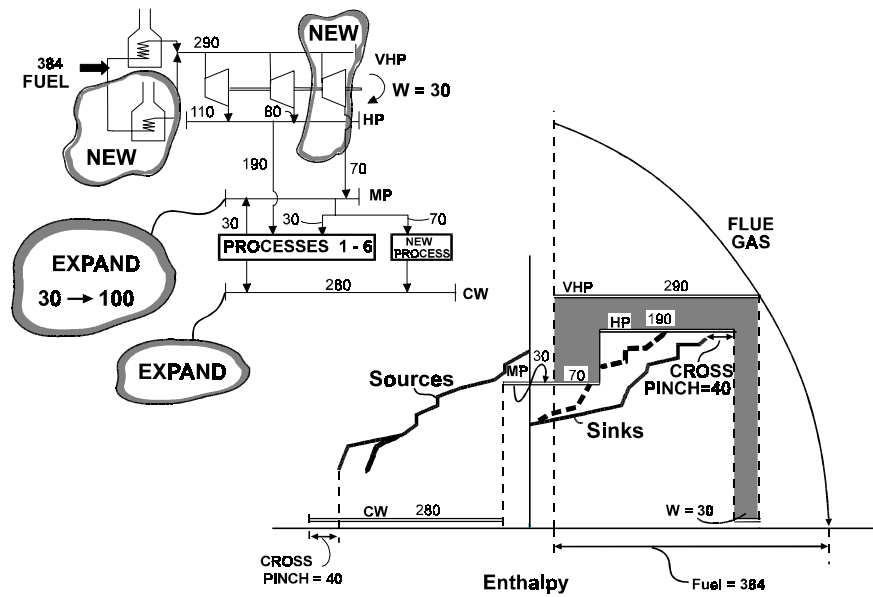 NEW
290
VHP
384
FUEL
W = 30
110
80
HP
NEW
190
70
MP
30
30
70
PROCESSES 1 - 6
NEW
PROCESS
EXPAND
30 → 100
280
CW
EXPAND
FLUE
GAS
VHP
290
HP
190
30
MP
70
CROSS
PINCH=40
Sources
Sinks
CW
280
W = 30
CROSS
PINCH = 40
Enthalpy
Fuel = 384